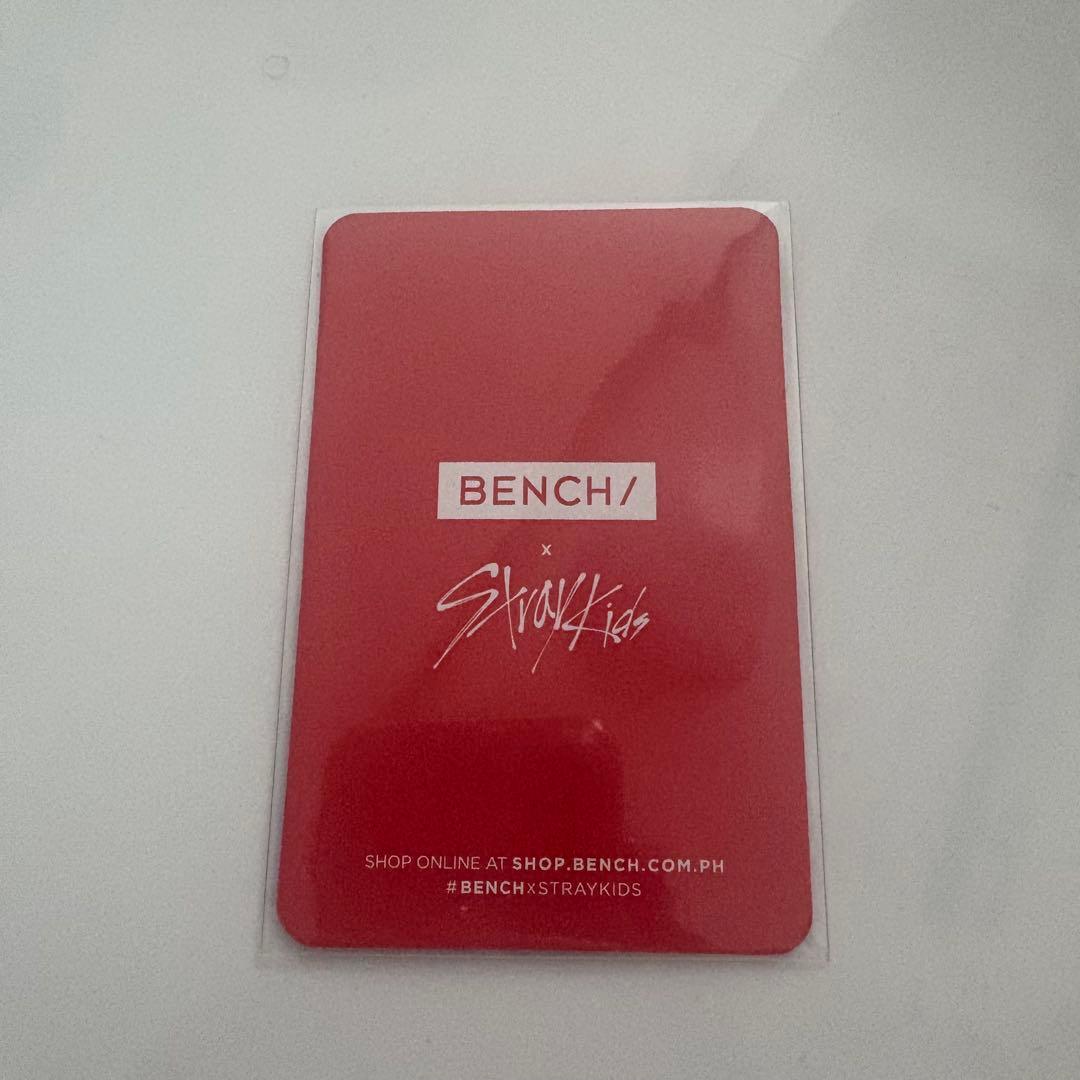 BENCH/
x
StrayKids
SHOP ONLINE AT SHOP.BENCH.COM.PH
#BENCHxSTRAYKIDS